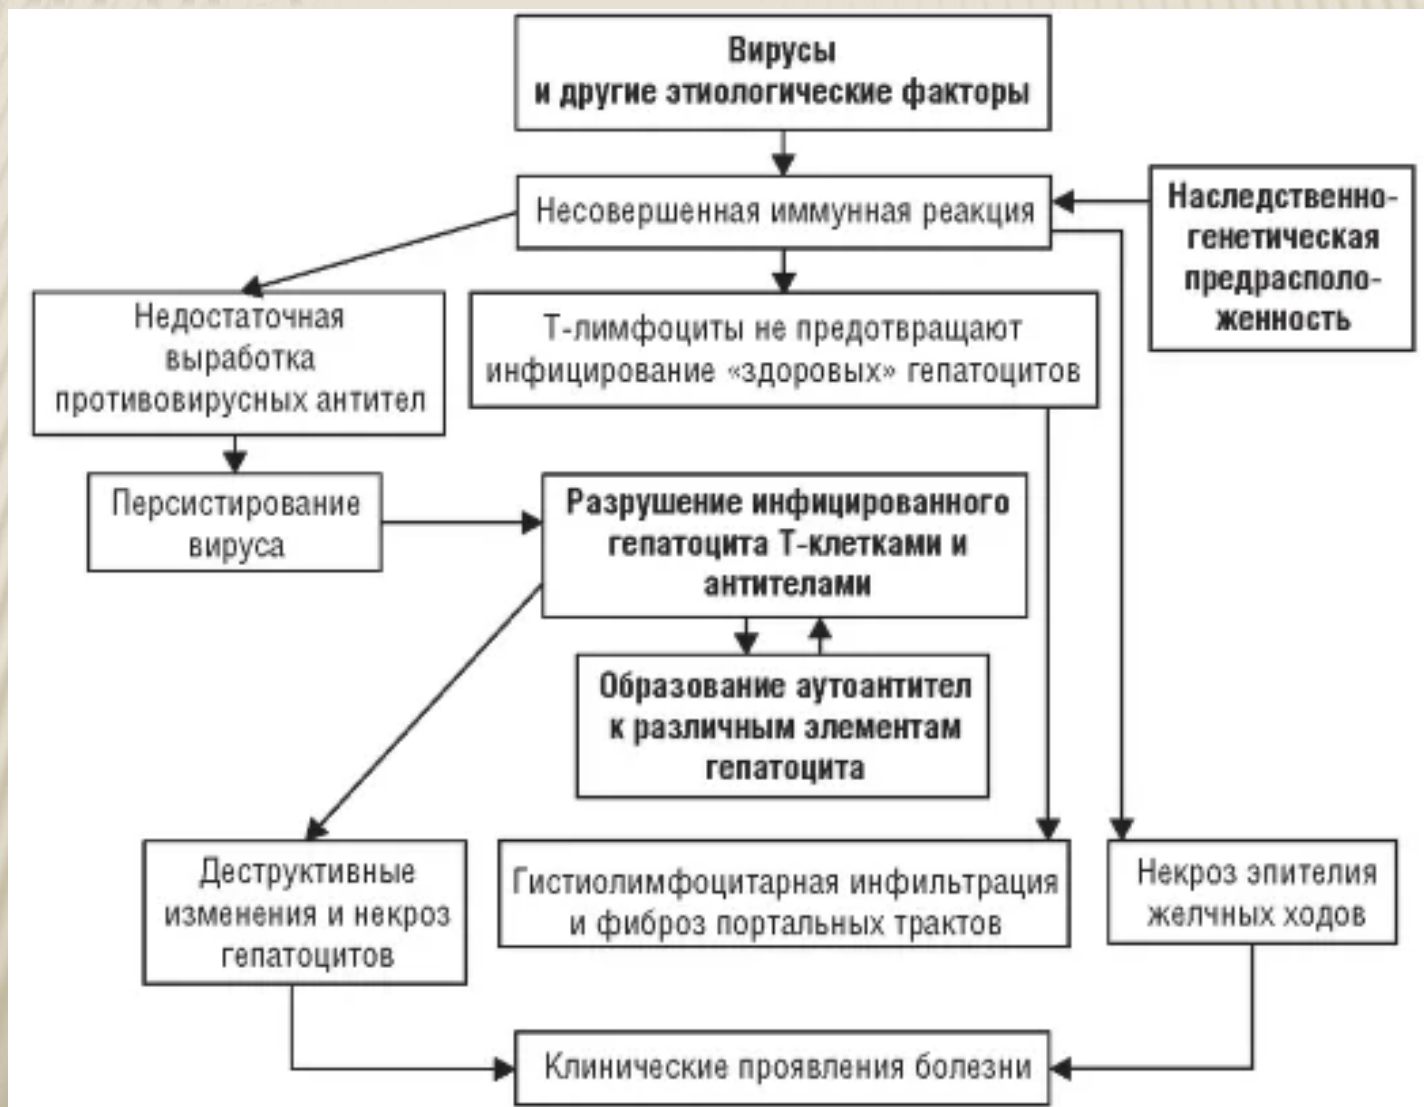 Вирусы
и другие этиологические факторы
Несовершенная иммунная реакция
Наследственно-
генетическая
предрасполо-
женность
Недостаточная
выработка
противовирусных антител
Т-лимфоциты не предотвращают
инфицирование «здоровых» гепатоцитов
Персистирование
вируса
Разрушение инфицированного
гепатоцита Т-клетками и
антителами
Образование аутоантител
к различным элементам
гепатоцита
Деструктивные
изменения и некроз
гепатоцитов
Гистиолимфоцитарная инфильтрация
и фиброз портальных трактов
Некроз эпителия
желчных ходов
Клинические проявления болезни